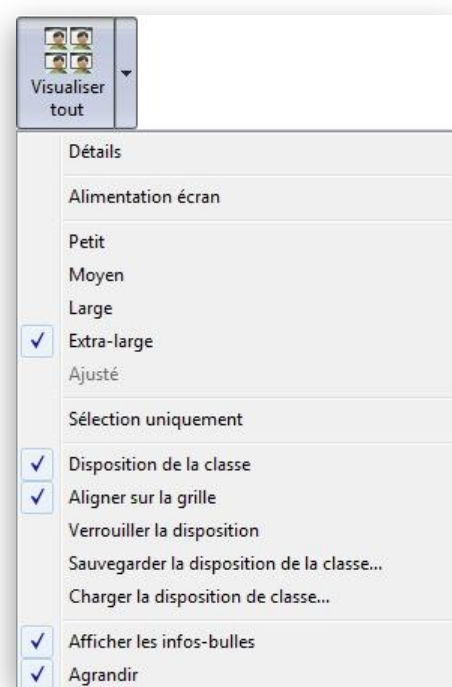 Visualiser
tout
Détails
Alimentation écran
Petit
Moyen
Large
Extra-large
Ajusté
Sélection uniquement
Disposition de la classe
Aligner sur la grille
Verrouiller la disposition
Sauvegarder la disposition de la classe...
Charger la disposition de classe...
Afficher les infos-bulles
Agrandir